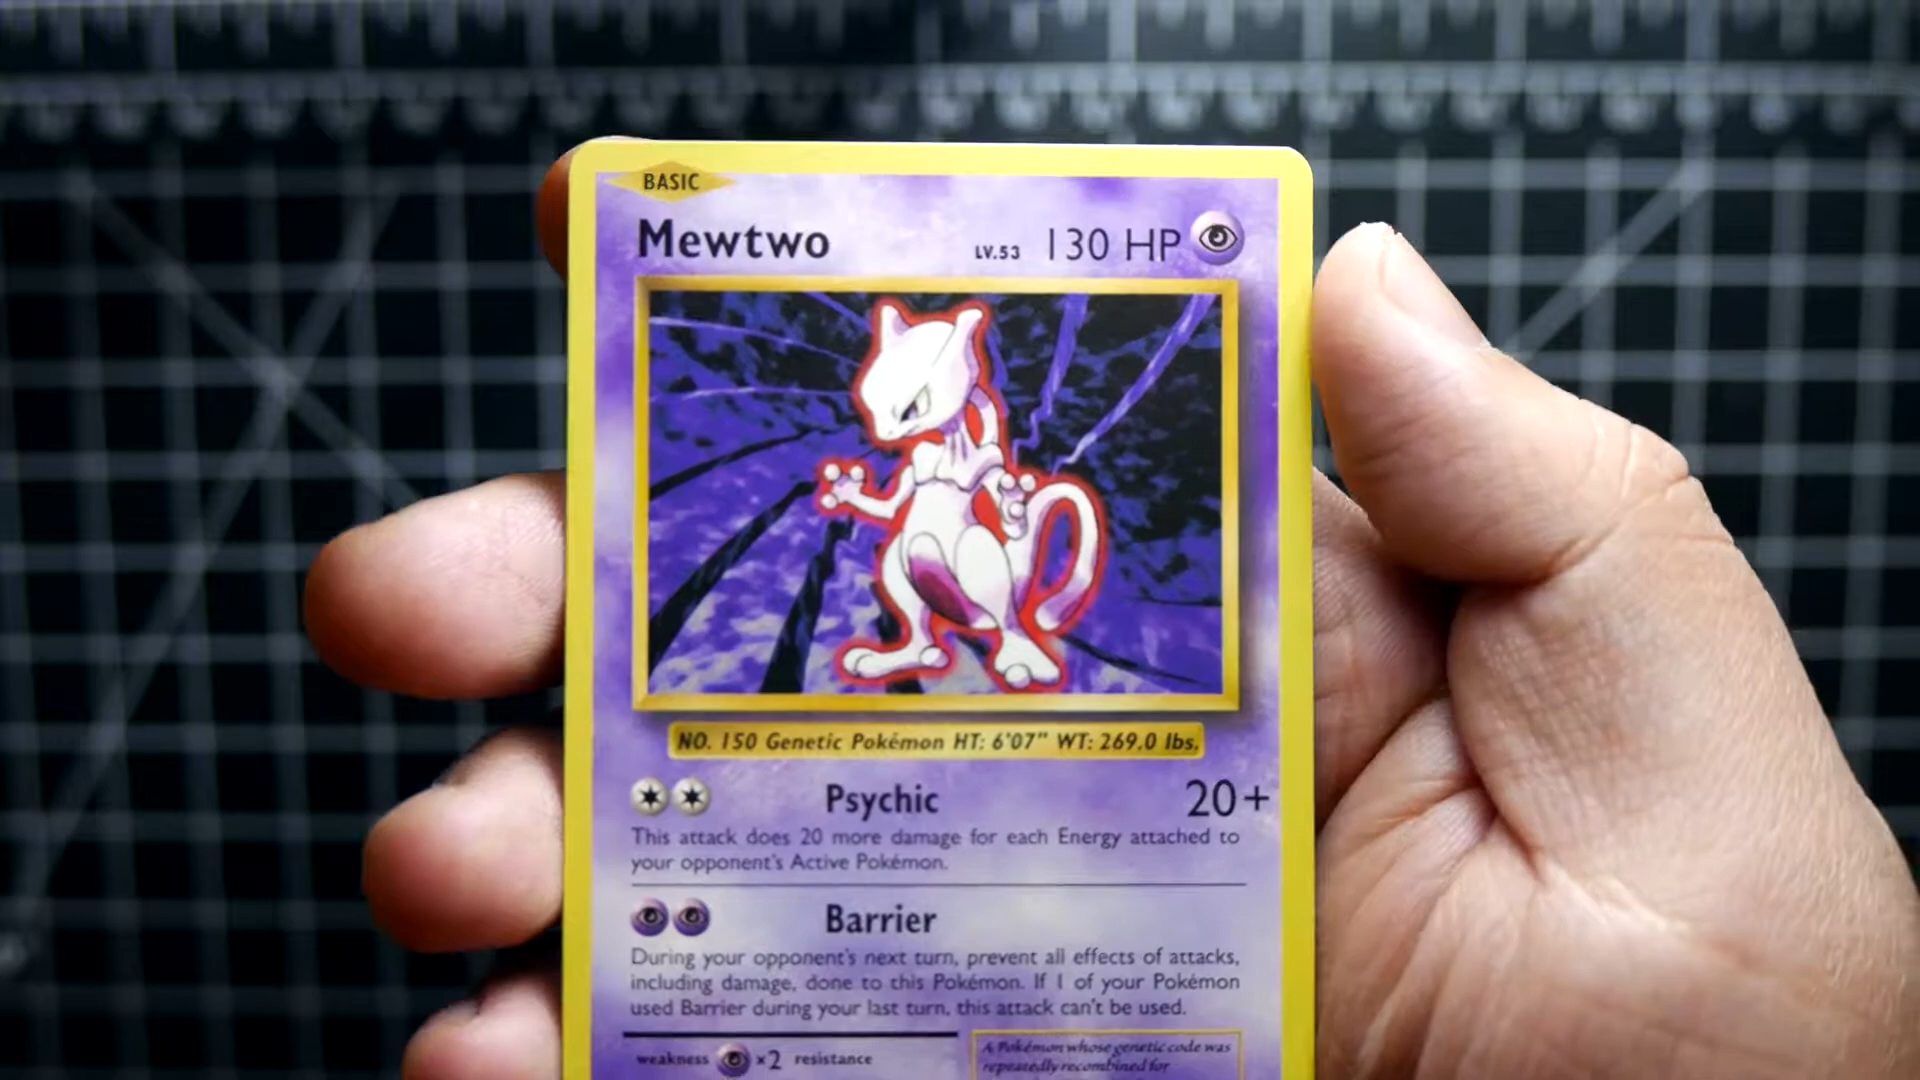 BASIC
Mewtwo LV.53 130 HP
NO. 150 Genetic Pokémon HT: 6'07" WT: 269.0 lbs.
Psychic 20+
This attack does 20 more damage for each Energy attached to
your opponent's Active Pokémon.
Barrier
During your opponent's next turn, prevent all effects of attacks,
including damage, done to this Pokémon. If 1 of your Pokémon
used Barrier during your last turn, this attack can't be used.
weakness ×2 resistance
A Pokémon whose genetic code was
repeatedly recombined for